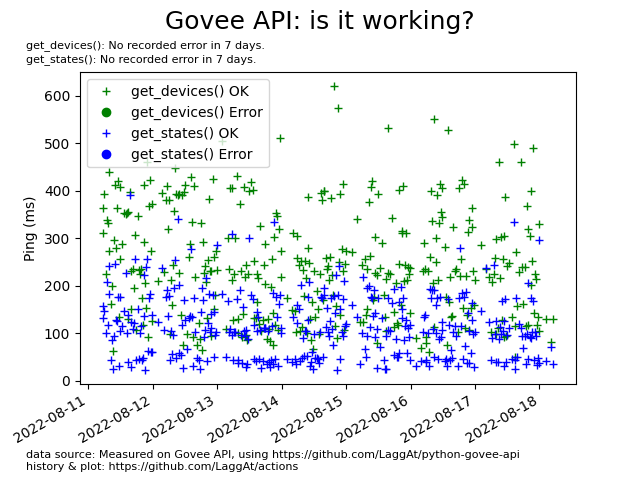 Govee API: is it working?
get_devices(): No recorded error in 7 days.
get_states(): No recorded error in 7 days.
get_devices() OK
get_devices() Error
get_states() OK
get_states() Error
Ping (ms)
600
500
400
300
200
100
0
2022-08-11
2022-08-12
2022-08-13
2022-08-14
2022-08-15
2022-08-16
2022-08-17
2022-08-18
data source: Measured on Govee API, using https://github.com/LaggAt/python-govee-api
history & plot: https://github.com/LaggAt/actions